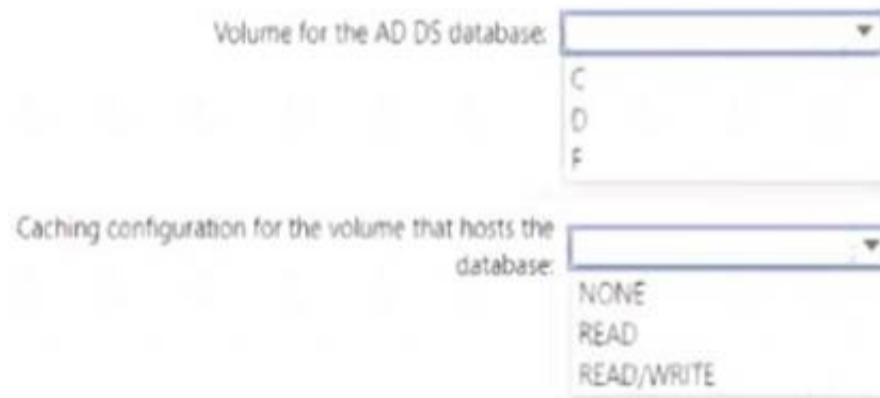 Volume for the AD DS database:
C
D
F
Caching configuration for the volume that hosts the
database:
NONE
READ
READ/WRITE